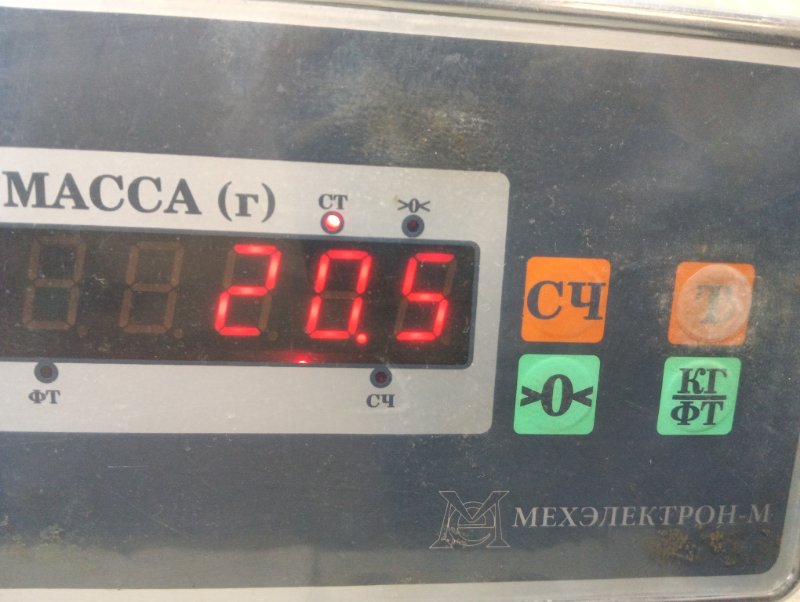 МАССА (г)
СТ
>0<
20.5
ФТ
СЧ
СЧ
Т
>0<
КГ
ФТ
МЕХЭЛЕКТРОН-М